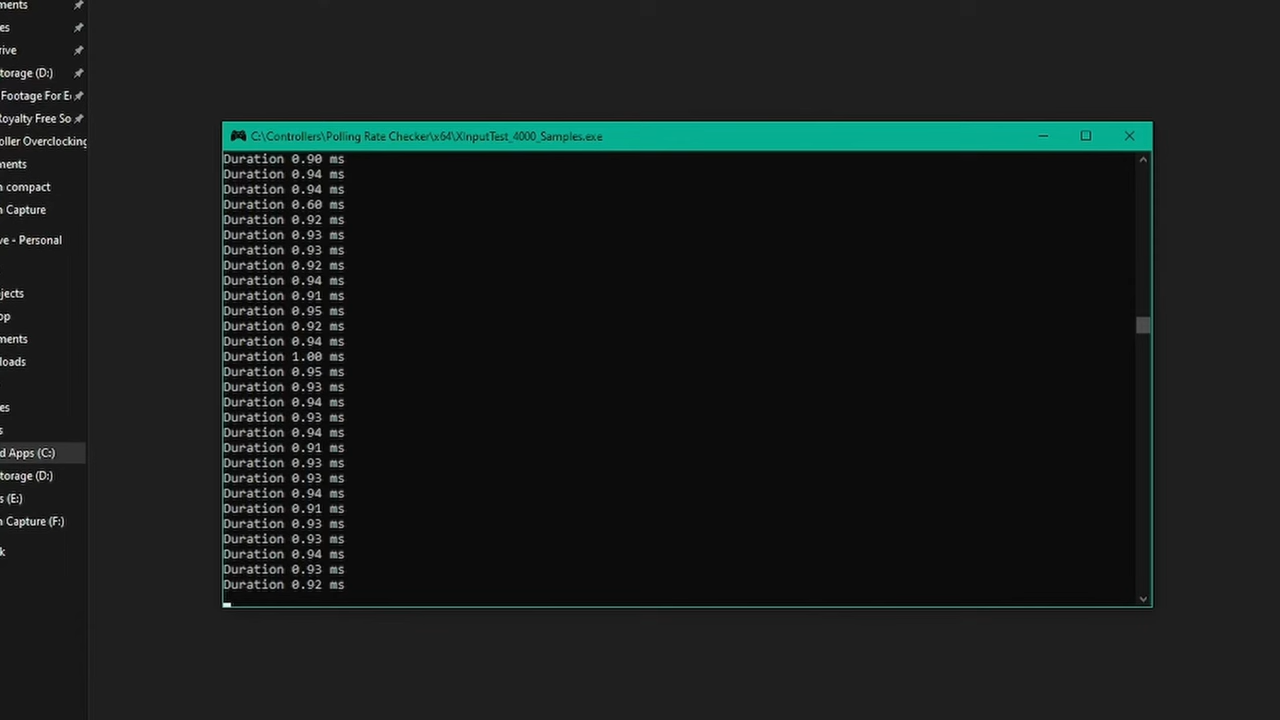 ments
es
rive
torage (D:)
Footage For E
Royalty Free So
oller Overclocking
ments
n compact
n Capture
ve - Personal
ojects
op
ments
loads
es
s
d Apps (C:)
torage (D:)
s (E:)
n Capture (F:)
k
C:\Controllers\Polling Rate Checker\x64\XInputTest_4000_Samples.exe
Duration 0.90 ms
Duration 0.94 ms
Duration 0.94 ms
Duration 0.60 ms
Duration 0.92 ms
Duration 0.93 ms
Duration 0.93 ms
Duration 0.92 ms
Duration 0.94 ms
Duration 0.91 ms
Duration 0.95 ms
Duration 0.92 ms
Duration 0.94 ms
Duration 1.00 ms
Duration 0.95 ms
Duration 0.93 ms
Duration 0.94 ms
Duration 0.93 ms
Duration 0.94 ms
Duration 0.91 ms
Duration 0.93 ms
Duration 0.93 ms
Duration 0.94 ms
Duration 0.91 ms
Duration 0.93 ms
Duration 0.93 ms
Duration 0.94 ms
Duration 0.93 ms
Duration 0.92 ms